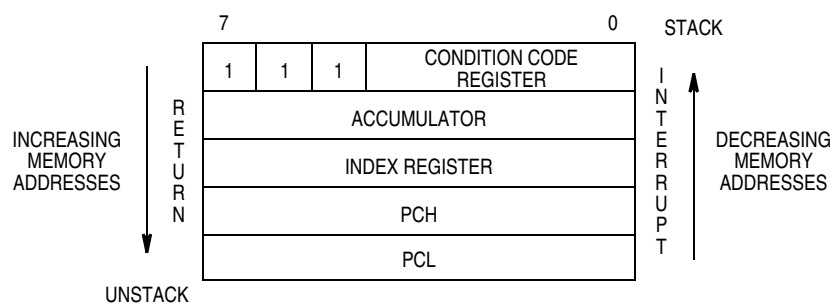 7 0 STACK
1 1 1 CONDITION CODE
REGISTER
ACCUMULATOR
INDEX REGISTER
PCH
PCL
INCREASING
MEMORY
ADDRESSES
RETURN
INTERRUPT
DECREASING
MEMORY
ADDRESSES
UNSTACK